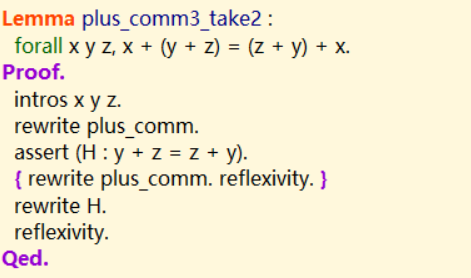 Lemma plus_comm3_take2 :
forall x y z, x + (y + z) = (z + y) + x.
Proof.
intros x y z.
rewrite plus_comm.
assert (H : y + z = z + y).
{ rewrite plus_comm. reflexivity. }
rewrite H.
reflexivity.
Qed.